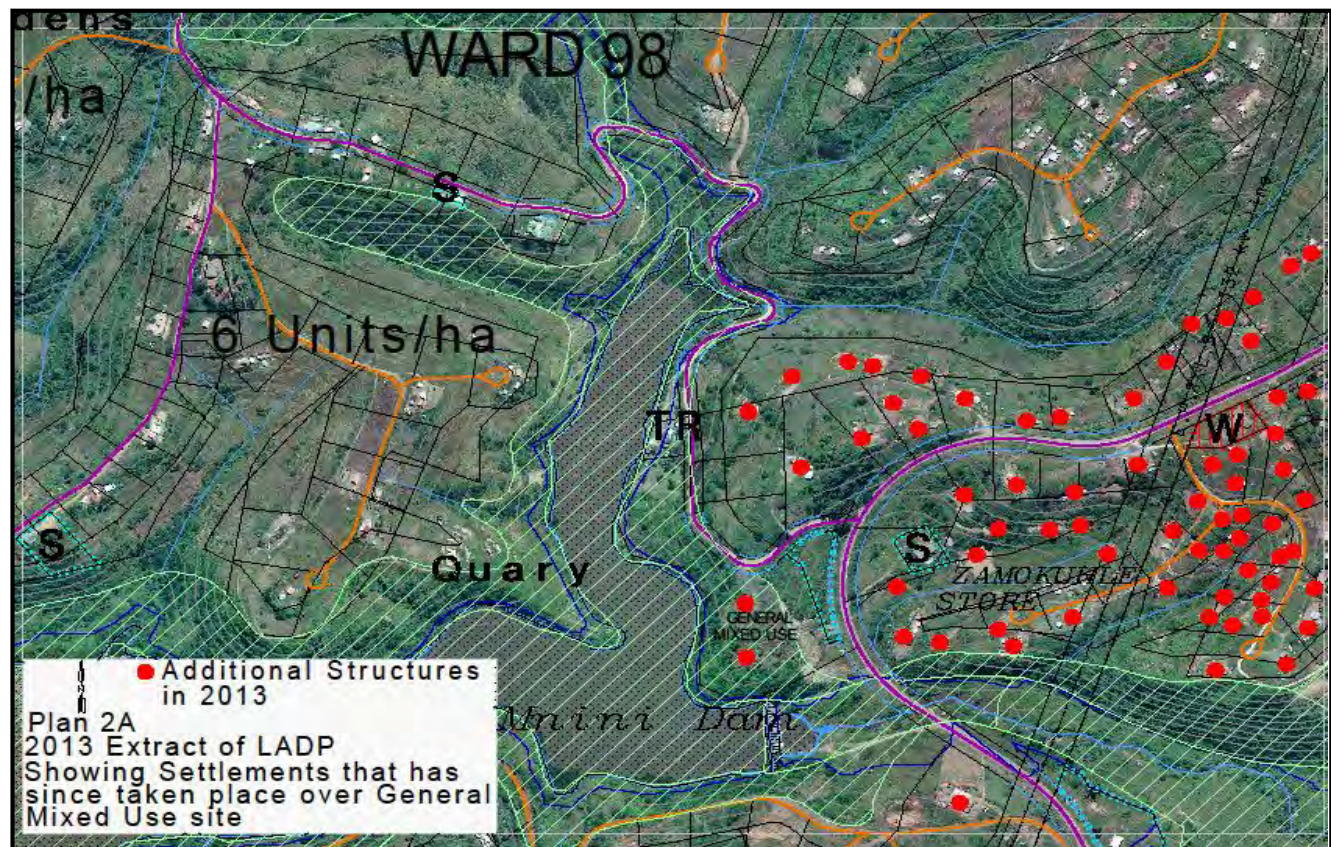 dens
WARD 98
/ha
S
6 Units/ha
TR
W
S
S
Quary
ZAMOKUHLE
STORE
GENERAL
MIXED USE
Mnini Dam
Additional Structures
in 2013
Plan 2A
2013 Extract of LADP
Showing Settlements that has
since taken place over General
Mixed Use site